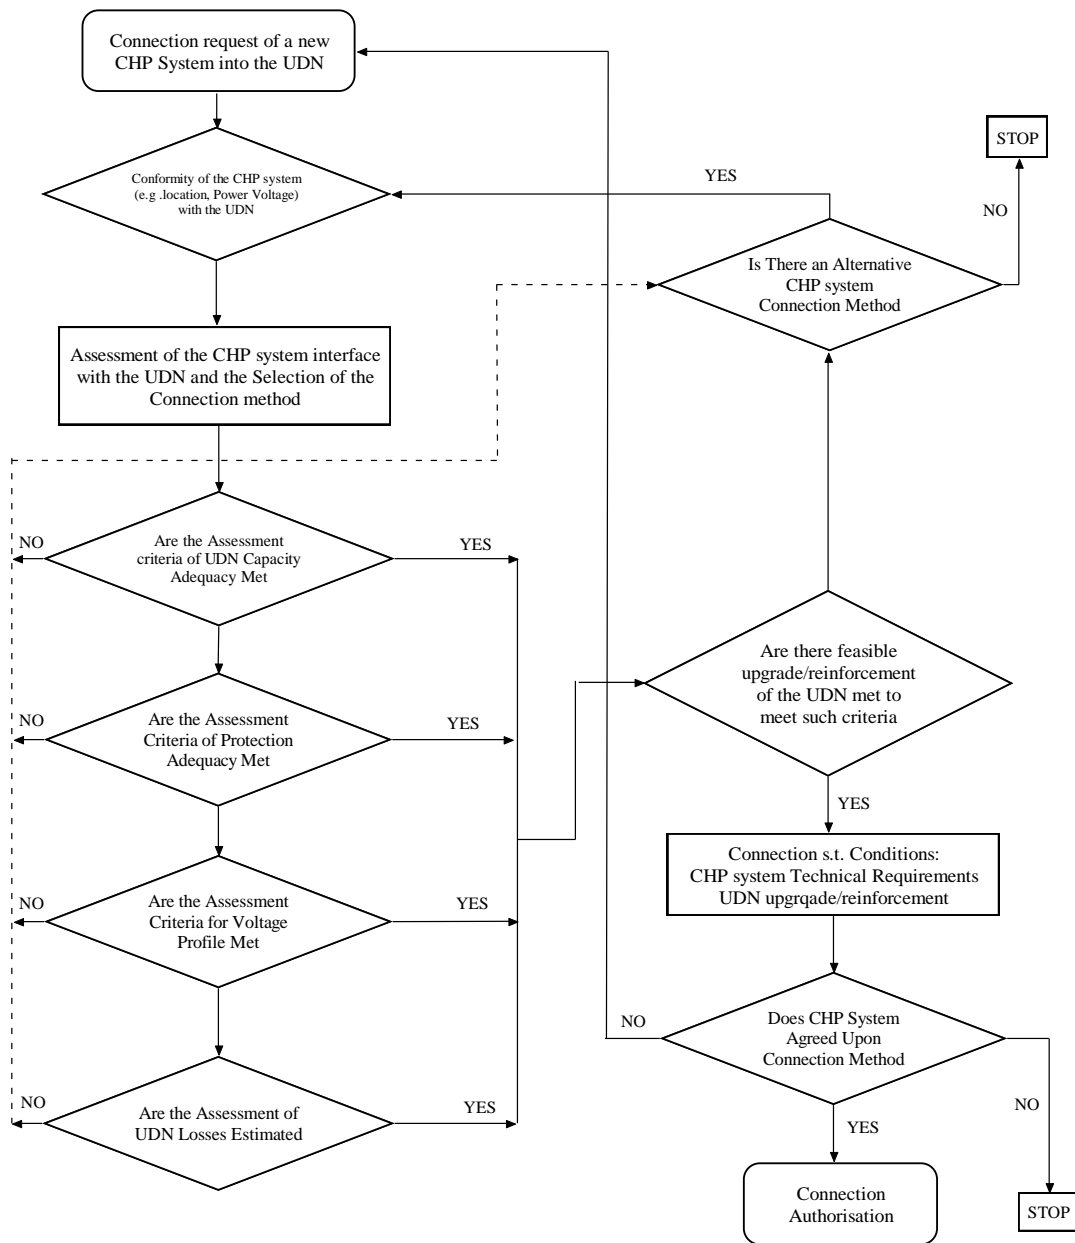 Connection request of a new
CHP System into the UDN
Conformity of the CHP system
(e.g .location, Power Voltage)
with the UDN
YES
STOP
NO
Is There an Alternative
CHP system
Connection Method
Assessment of the CHP system interface
with the UDN and the Selection of the
Connection method
NO
Are the Assessment
criteria of UDN Capacity
Adequacy Met
YES
Are there feasible
upgrade/reinforcement
of the UDN met to
meet such criteria
NO
Are the Assessment
Criteria of Protection
Adequacy Met
YES
YES
Connection s.t. Conditions:
CHP system Technical Requirements
UDN upgrqade/reinforcement
NO
Are the Assessment
Criteria for Voltage
Profile Met
YES
NO
Does CHP System
Agreed Upon
Connection Method
NO
YES
NO
Are the Assessment of
UDN Losses Estimated
YES
Connection
Authorisation
STOP